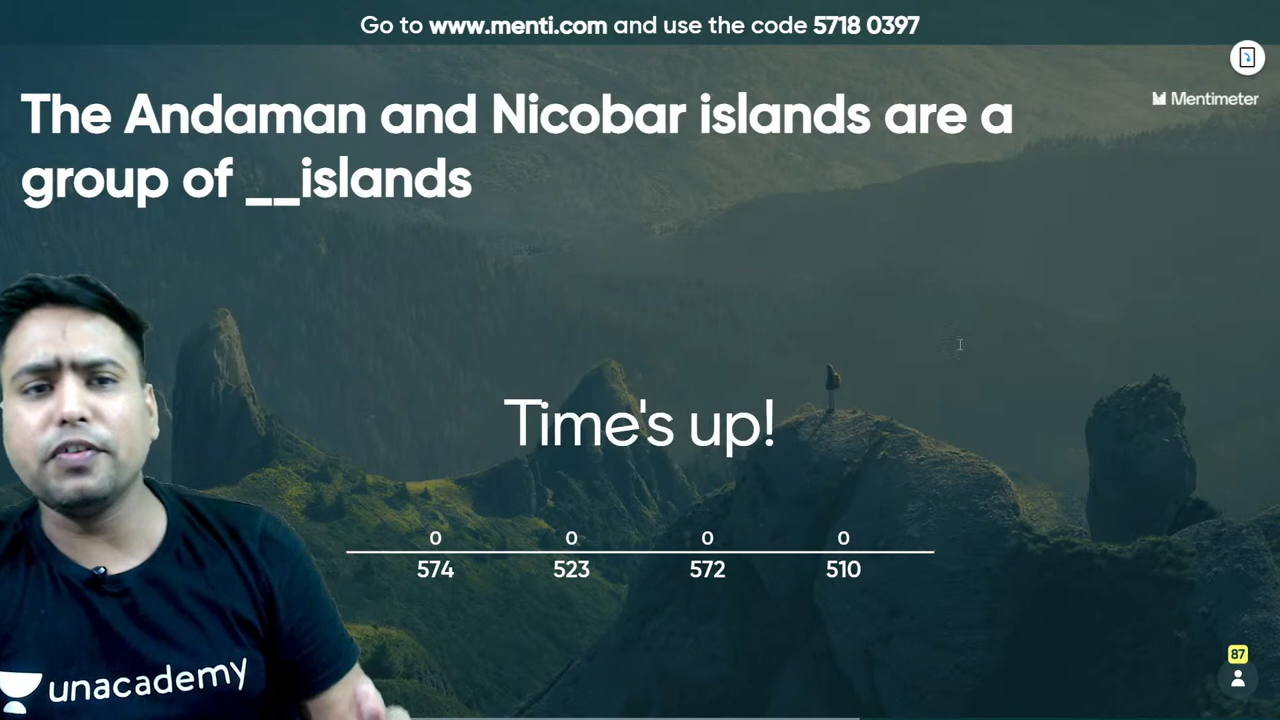 Go to www.menti.com and use the code 5718 0397
Mentimeter
The Andaman and Nicobar islands are a
group of __islands
Time's up!
0 0 0 0
574 523 572 510
unacademy
87